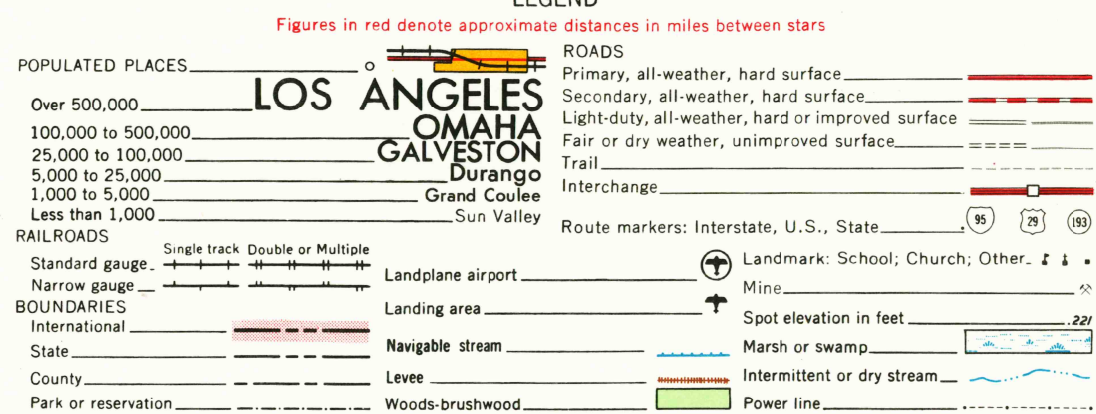 LEGEND
Figures in red denote approximate distances in miles between stars
POPULATED PLACES
Over 500,000 LOS ANGELES
100,000 to 500,000 OMAHA
25,000 to 100,000 GALVESTON
5,000 to 25,000 Durango
1,000 to 5,000 Grand Coulee
Less than 1,000 Sun Valley
RAILROADS
Single track Double or Multiple
Standard gauge
Narrow gauge
BOUNDARIES
International
State
County
Park or reservation
Landplane airport
Landing area
Navigable stream
Levee
Woods-brushwood
ROADS
Primary, all-weather, hard surface
Secondary, all-weather, hard surface
Light-duty, all-weather, hard or improved surface
Fair or dry weather, unimproved surface
Trail
Interchange
Route markers: Interstate, U.S., State 95 29 193
Landmark: School; Church; Other
Mine
Spot elevation in feet .221
Marsh or swamp
Intermittent or dry stream
Power line